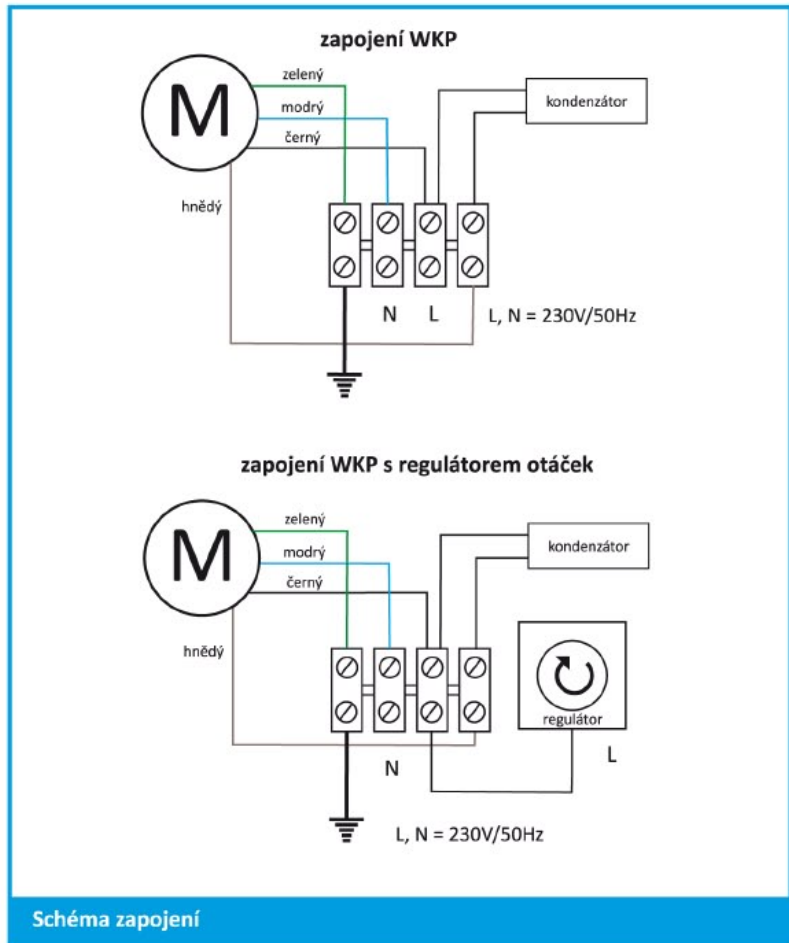 zapojení WKP
zelený
modrý
černý
hnědý
M
kondenzátor
N L L, N = 230V/50Hz
zapojení WKP s regulátorem otáček
zelený
modrý
černý
hnědý
M
kondenzátor
regulátor
N L
L, N = 230V/50Hz
Schéma zapojení